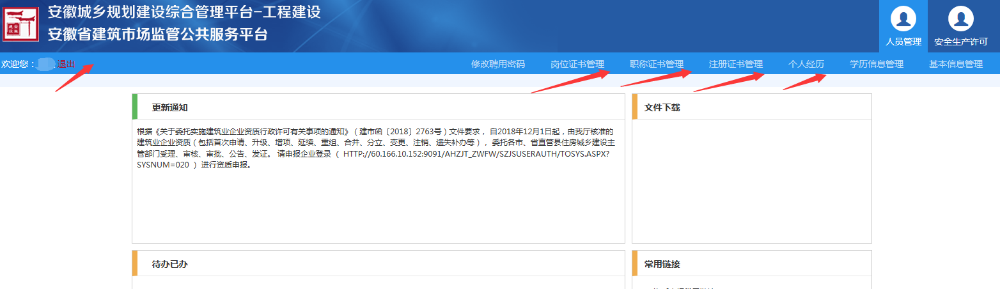 安徽城乡规划建设综合管理平台-工程建设
安徽省建筑市场监管公共服务平台
人员管理
安全生产许可
欢迎您：
退出
修改聘用密码
岗位证书管理
职称证书管理
注册证书管理
个人经历
学历信息管理
基本信息管理
更新通知
根据《关于委托实施建筑业企业资质行政许可有关事项的通知》（建市函〔2018〕2763号）文件要求， 自2018年12月1日起，由我厅核准的
建筑业企业资质（包括首次申请、升级、增项、延续、重组、合并、分立、变更、注销、遗失补办等）， 委托各市、省直管县住房城乡建设主
管部门受理、审核、审批、公告、发证。 请申报企业登录（ HTTP://60.166.10.152:9091/AHZJT_ZWFW/SZJSUSERAUTH/TOSYS.ASPX?
SYSNUM=020 ）进行资质申报。
文件下载
待办已办
常用链接